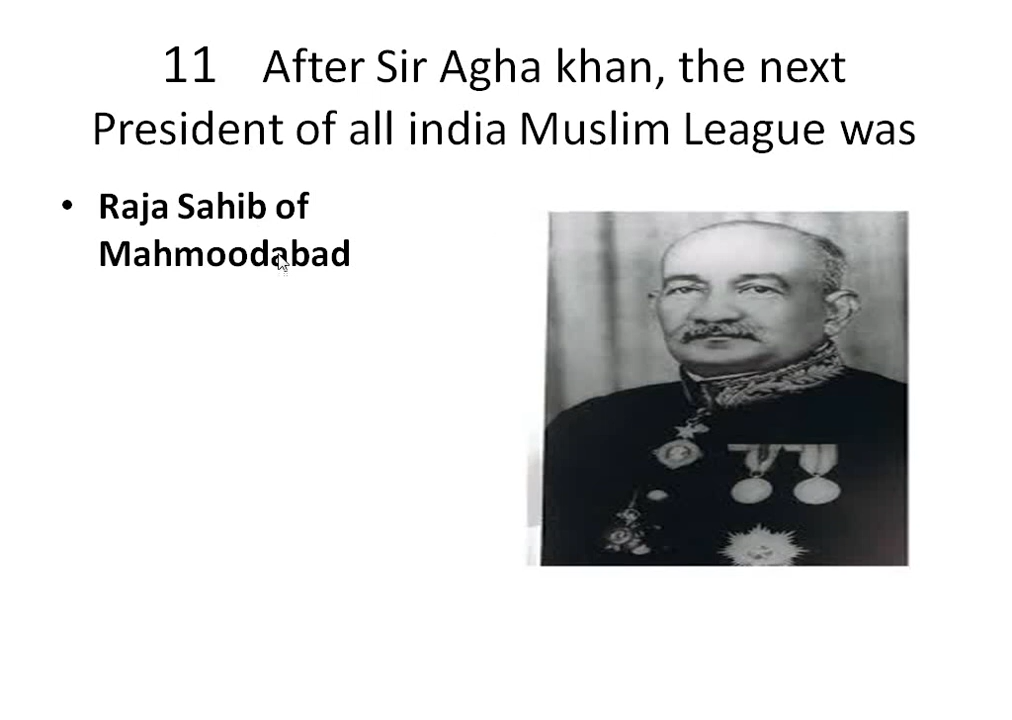 11 After Sir Agha khan, the next
President of all india Muslim League was
• Raja Sahib of
Mahmoodabad